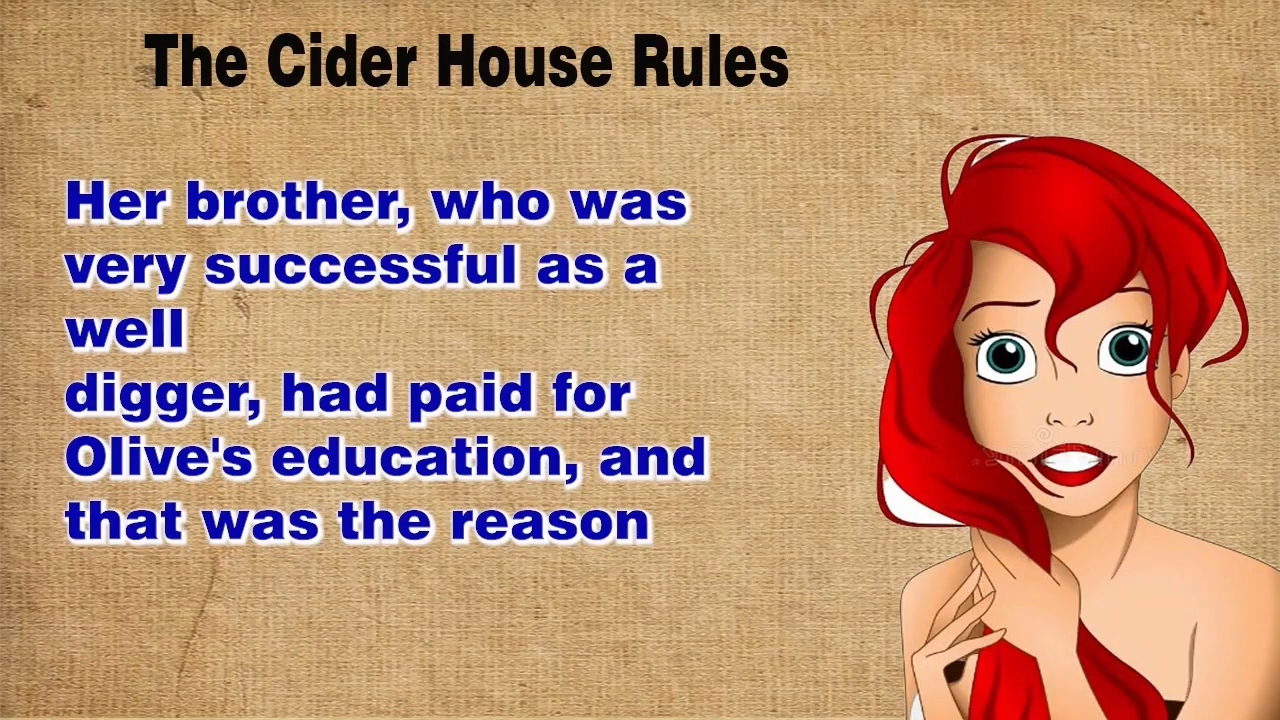 The Cider House Rules
Her brother, who was
very successful as a
well
digger, had paid for
Olive's education, and
that was the reason